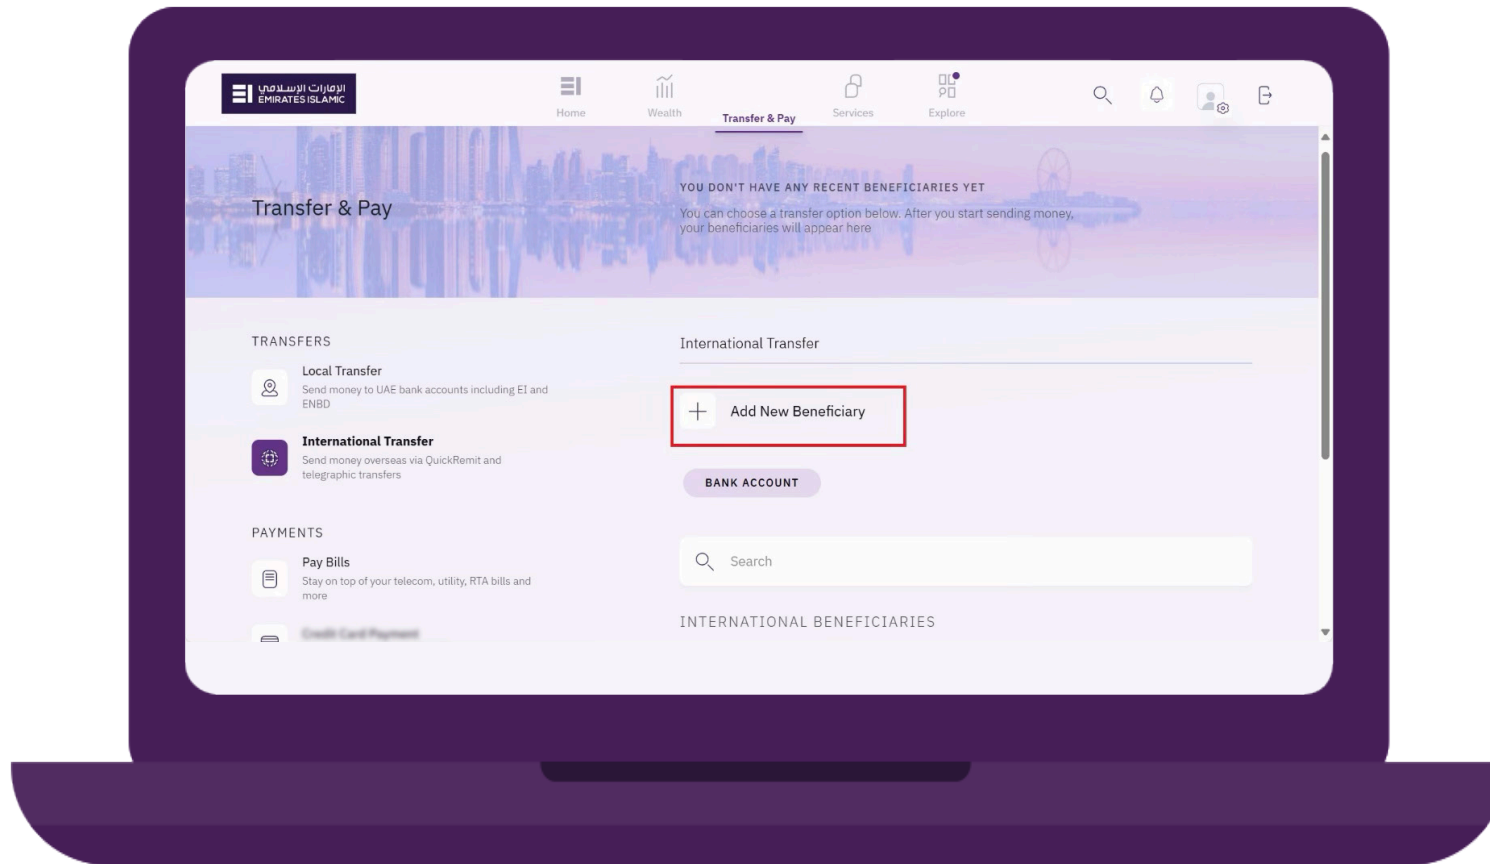 الإمارات الإسلامي
EMIRATES ISLAMIC
Home
Wealth
Transfer & Pay
Services
Explore
Transfer & Pay
YOU DON'T HAVE ANY RECENT BENEFICIARIES YET
You can choose a transfer option below. After you start sending money,
your beneficiaries will appear here
TRANSFERS
Local Transfer
Send money to UAE bank accounts including EI and
ENBD
International Transfer
Send money overseas via QuickRemit and
telegraphic transfers
PAYMENTS
Pay Bills
Stay on top of your telecom, utility, RTA bills and
more
Credit Card Payment
International Transfer
Add New Beneficiary
BANK ACCOUNT
Search
INTERNATIONAL BENEFICIARIES